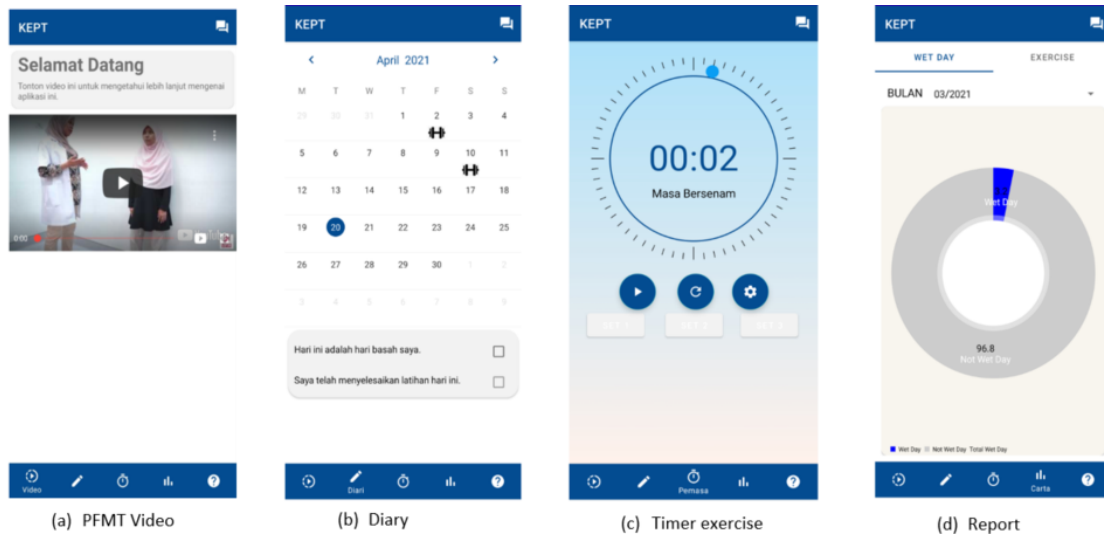 KEPT
Selamat Datang
Tonton video ini untuk mengetahui lebih lanjut mengenai
aplikasi ini.
0:00
Video
(a) PFMT Video
KEPT
April 2021
M T W T F S S
29 30 31 1 2 3 4
5 6 7 8 9 10 11
12 13 14 15 16 17 18
19 20 21 22 23 24 25
26 27 28 29 30 1 2
3 4 5 6 7 8 9
Hari ini adalah hari basah saya.
Saya telah menyelesaikan latihan hari ini.
Diari
(b) Diary
KEPT
00:02
Masa Bersenam
Pemasa
(c) Timer exercise
KEPT
WET DAY EXERCISE
BULAN 03/2021
3.2
Wet Day
96.8
Not Wet Day
Wet Day Not Wet Day Total Wet Day
Carta
(d) Report